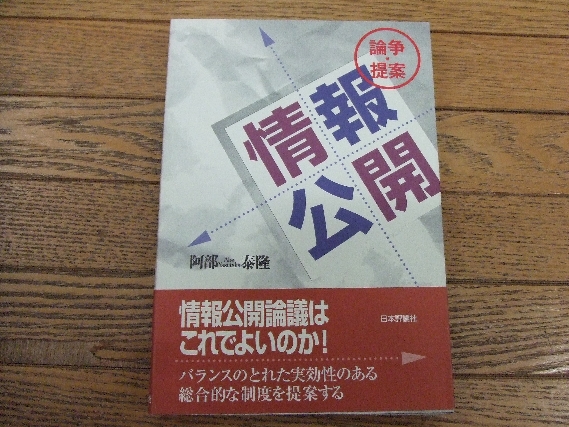 論争・
提案
情報
公開
阿部 泰隆
情報公開論議は
これでよいのか!
日本評論社
バランスのとれた実効性のある
総合的な制度を提案する